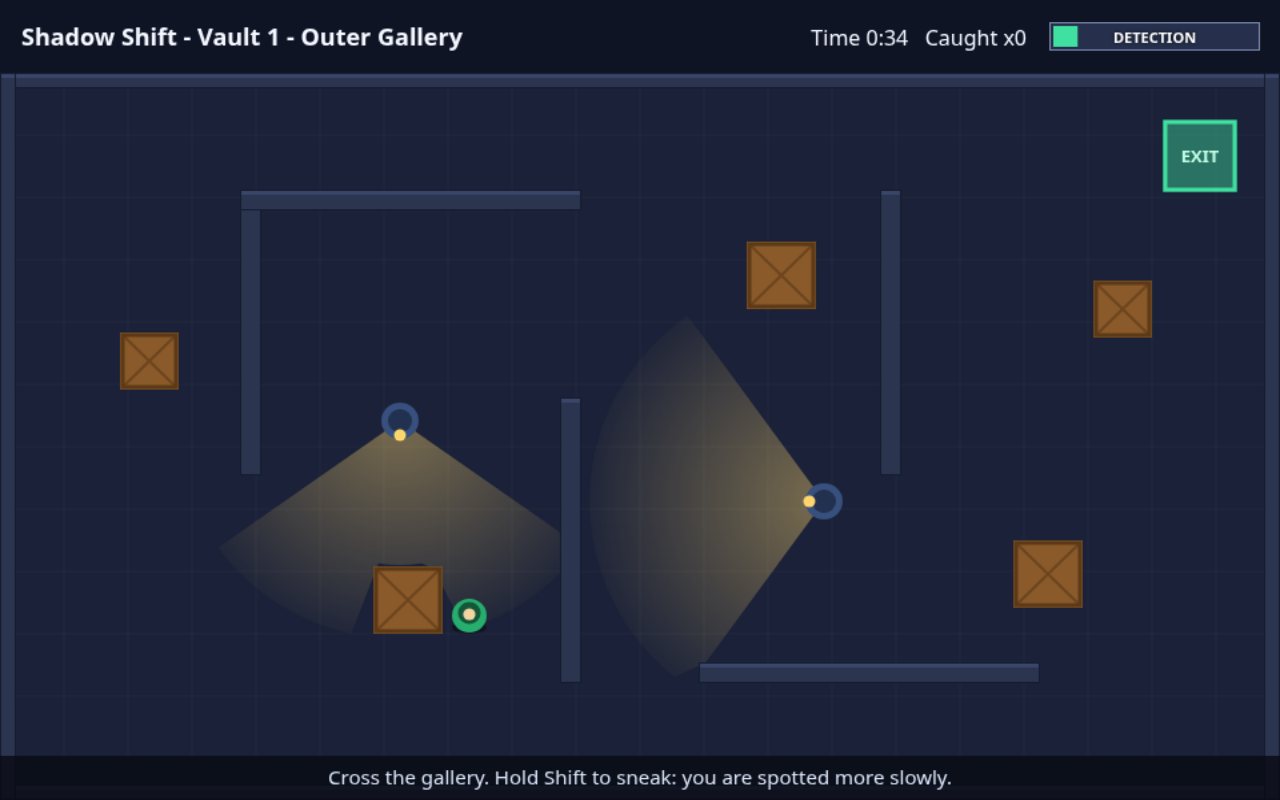 Shadow Shift - Vault 1 - Outer Gallery
Time 0:34 Caught x0 DETECTION
EXIT
Cross the gallery. Hold Shift to sneak: you are spotted more slowly.